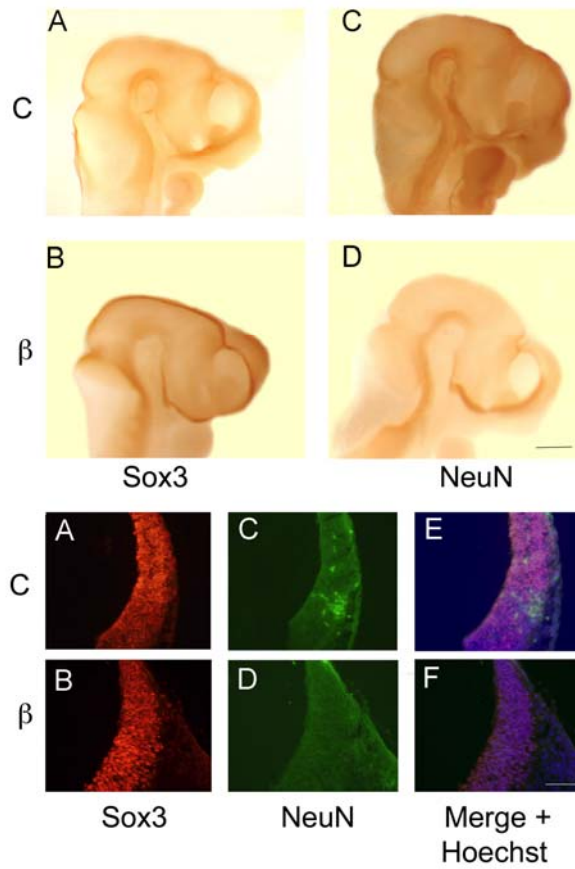 A C
C
B D
β
Sox3 NeuN
A C E
C
B D F
β
Sox3 NeuN Merge +
Hoechst